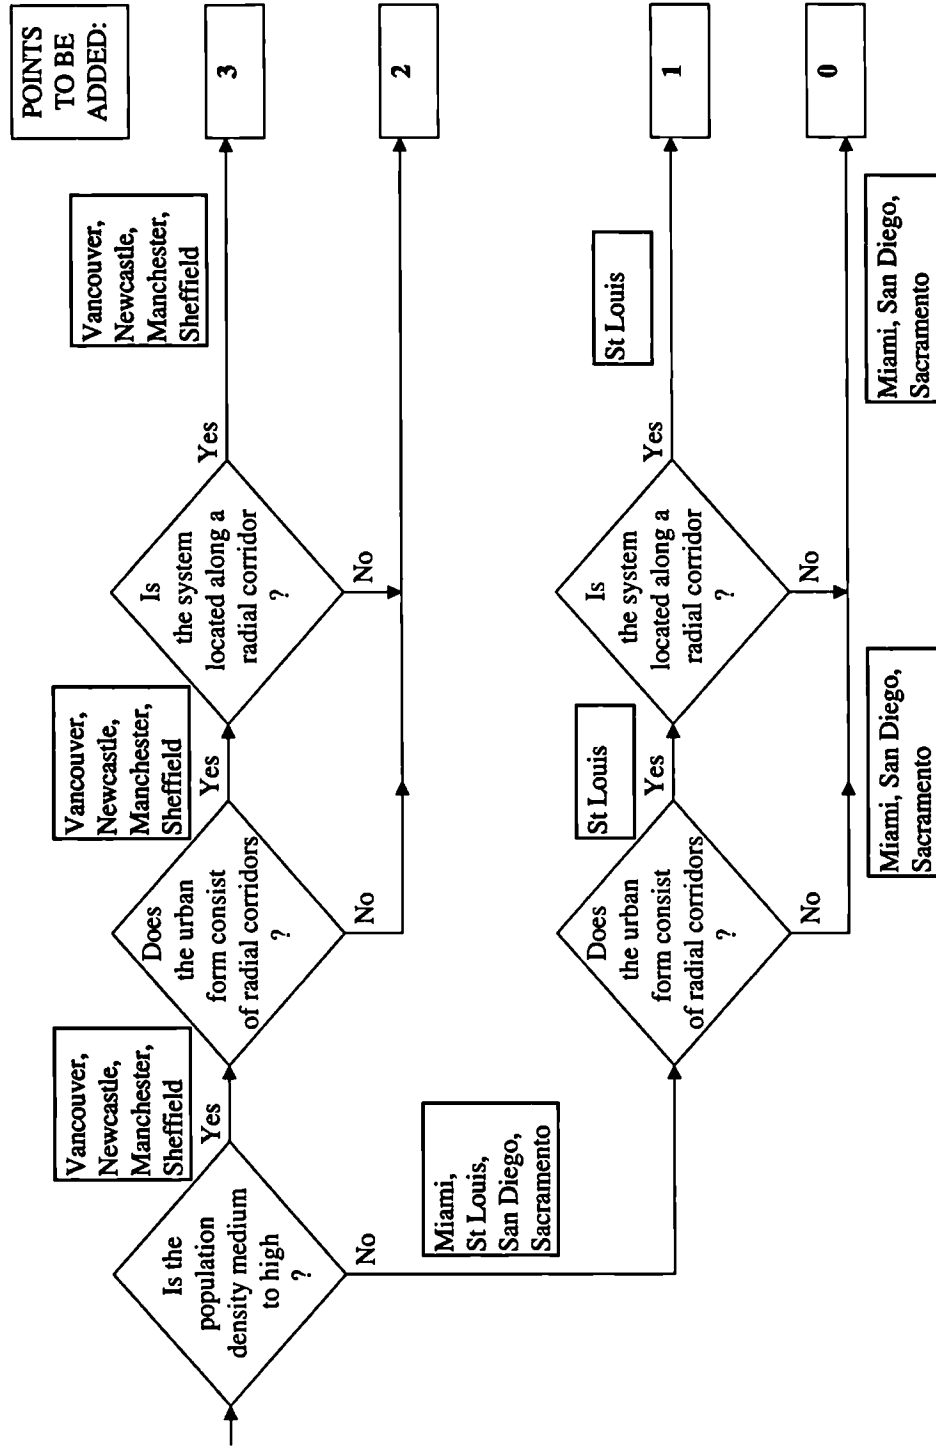 POINTS
TO BE
ADDED:
Is the
population
density medium
to high
?
Yes
Vancouver,
Newcastle,
Manchester,
Sheffield
Does
the urban
form consist
of radial corridors
?
Yes
Vancouver,
Newcastle,
Manchester,
Sheffield
Is
the system
located along a
radial corridor
?
Yes
Vancouver,
Newcastle,
Manchester,
Sheffield
3
No
No
2
No
Miami,
St Louis,
San Diego,
Sacramento
Does
the urban
form consist
of radial corridors
?
Yes
St Louis
Is
the system
located along a
radial corridor
?
Yes
St Louis
1
No
Miami, San Diego,
Sacramento
No
Miami, San Diego,
Sacramento
0